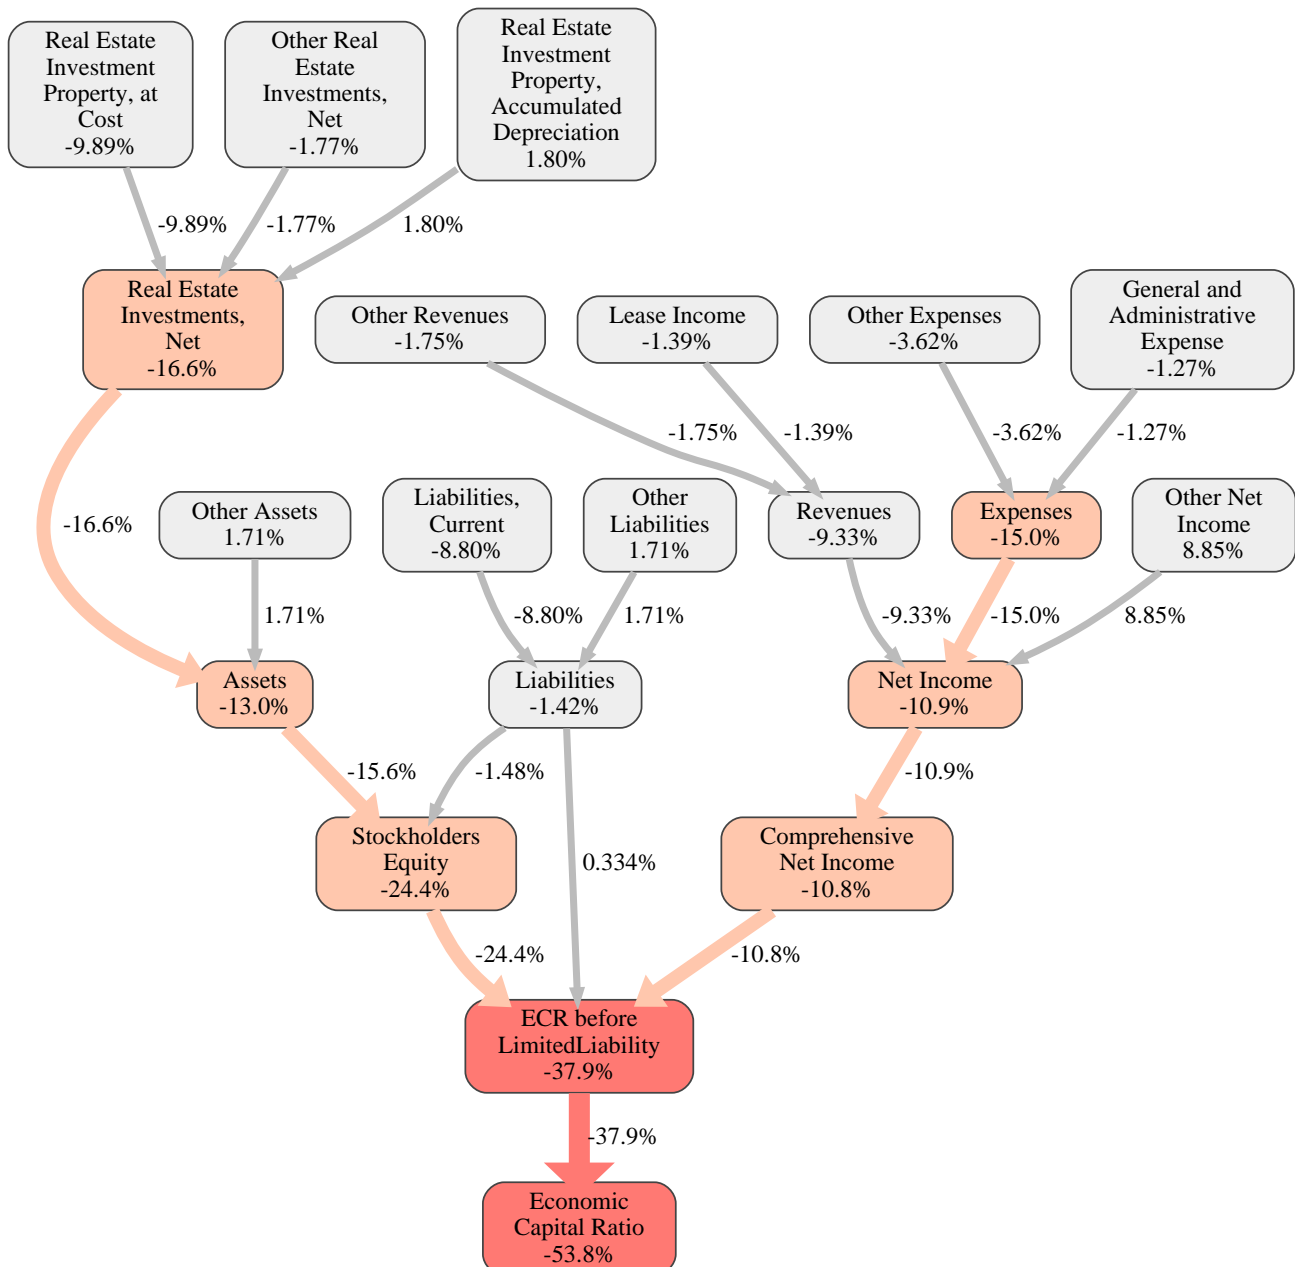 Real Estate
Investment
Property, at
Cost
-9.89%
Other Real
Estate
Investments,
Net
-1.77%
Real Estate
Investment
Property,
Accumulated
Depreciation
1.80%
-9.89%
-1.77%
1.80%
Real Estate
Investments,
Net
-16.6%
Other Revenues
-1.75%
Lease Income
-1.39%
Other Expenses
-3.62%
General and
Administrative
Expense
-1.27%
-1.75%
-1.39%
-3.62%
-1.27%
-16.6%
Other Assets
1.71%
Liabilities,
Current
-8.80%
Other
Liabilities
1.71%
Revenues
-9.33%
Expenses
-15.0%
Other Net
Income
8.85%
1.71%
-8.80%
1.71%
-9.33%
-15.0%
8.85%
Assets
-13.0%
Liabilities
-1.42%
Net Income
-10.9%
-15.6%
-1.48%
-10.9%
Stockholders
Equity
-24.4%
0.334%
Comprehensive
Net Income
-10.8%
-24.4%
-10.8%
ECR before
LimitedLiability
-37.9%
-37.9%
Economic
Capital Ratio
-53.8%